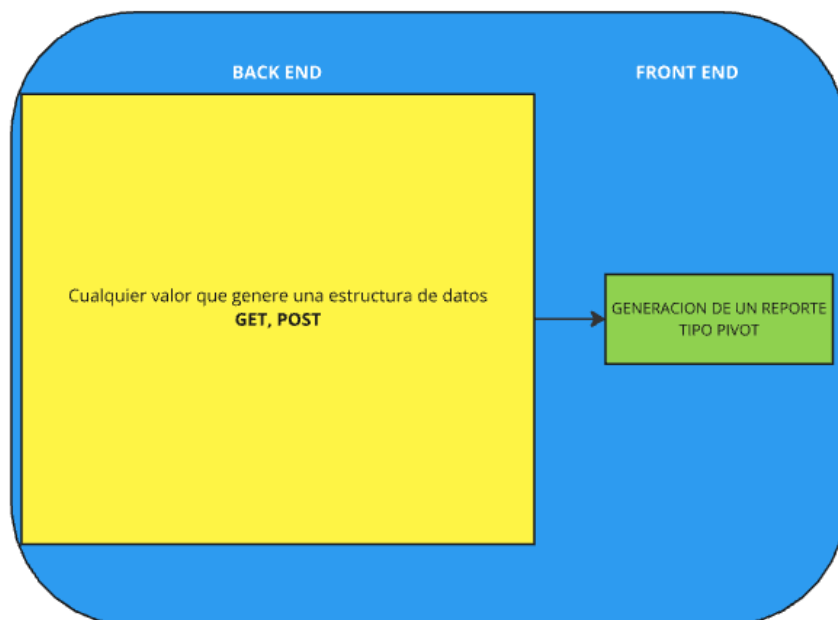 BACK END
FRONT END
Cualquier valor que genere una estructura de datos
GET, POST
GENERACION DE UN REPORTE
TIPO PIVOT